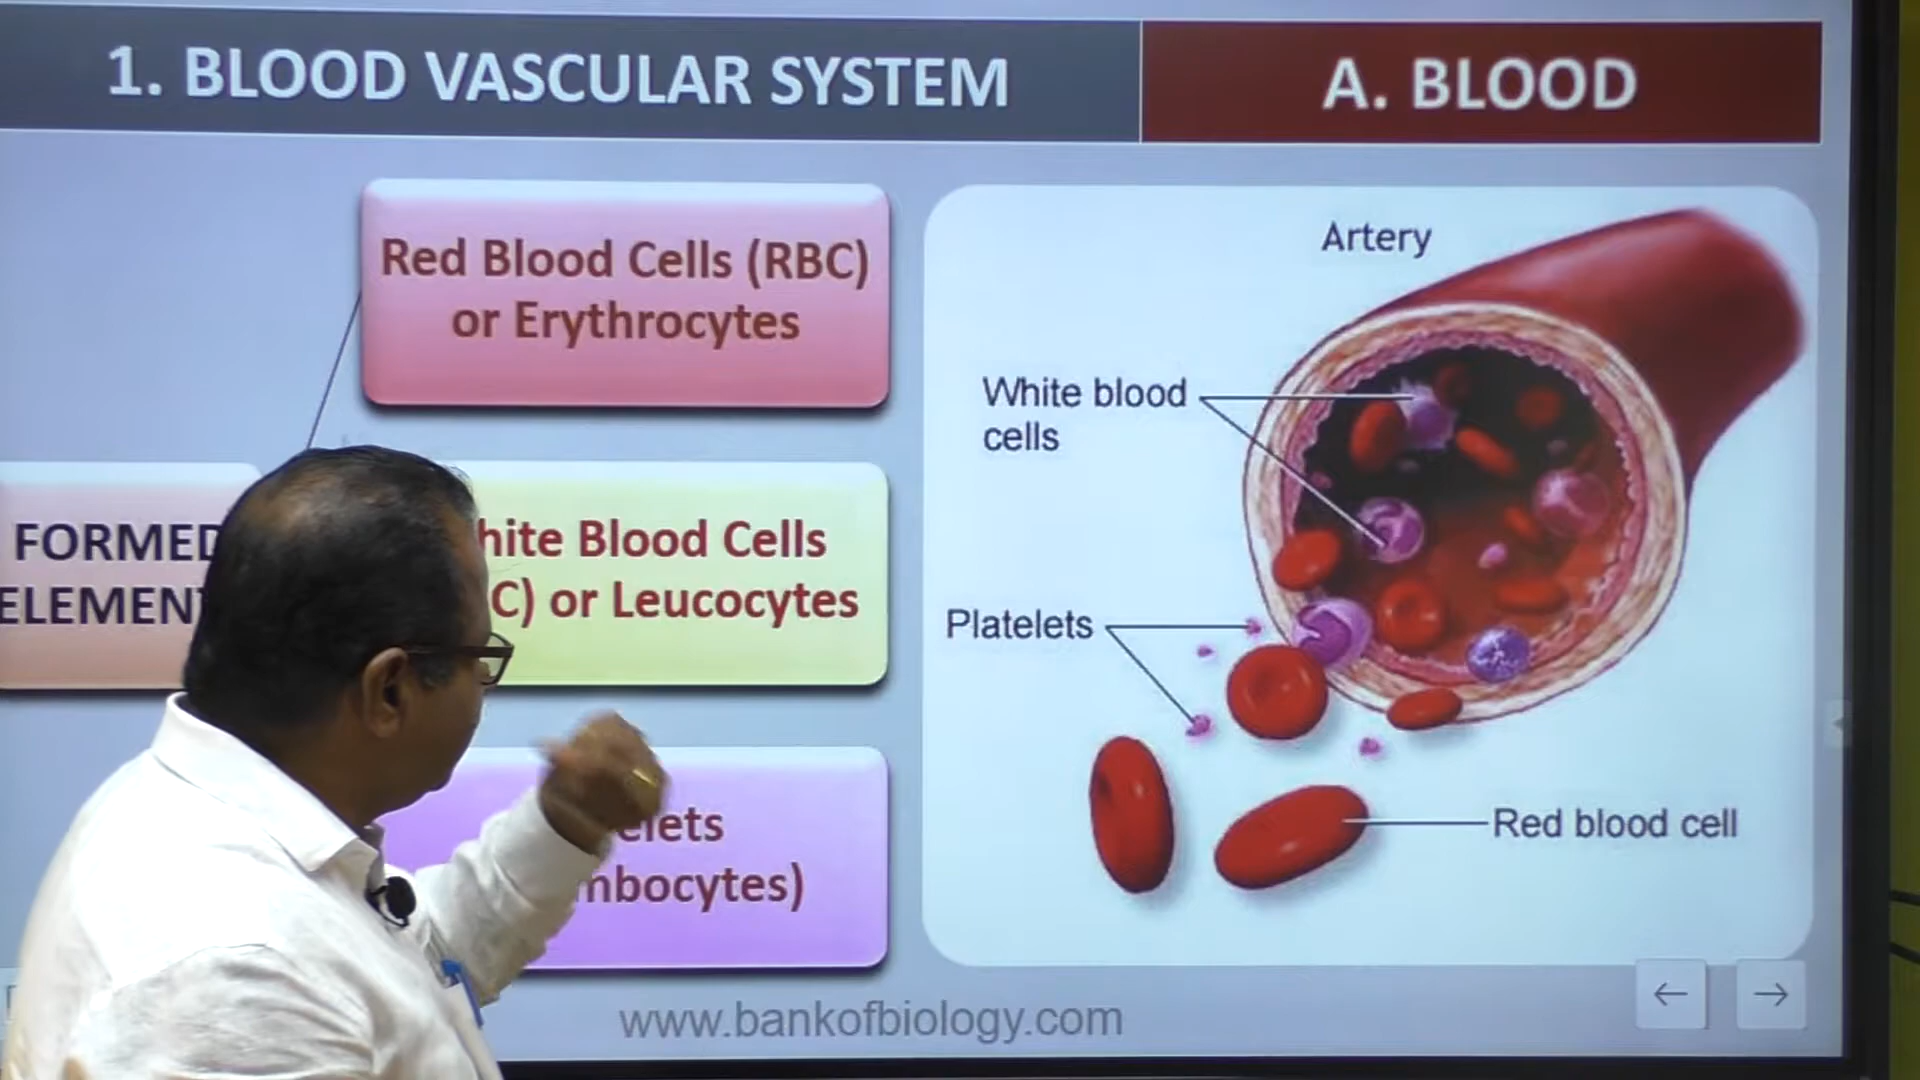 1. BLOOD VASCULAR SYSTEM
A. BLOOD
Red Blood Cells (RBC)
or Erythrocytes
FORMED
ELEMEN
hite Blood Cells
C) or Leucocytes
elets
mbocytes)
Artery
White blood
cells
Platelets
Red blood cell
www.bankofbiology.com